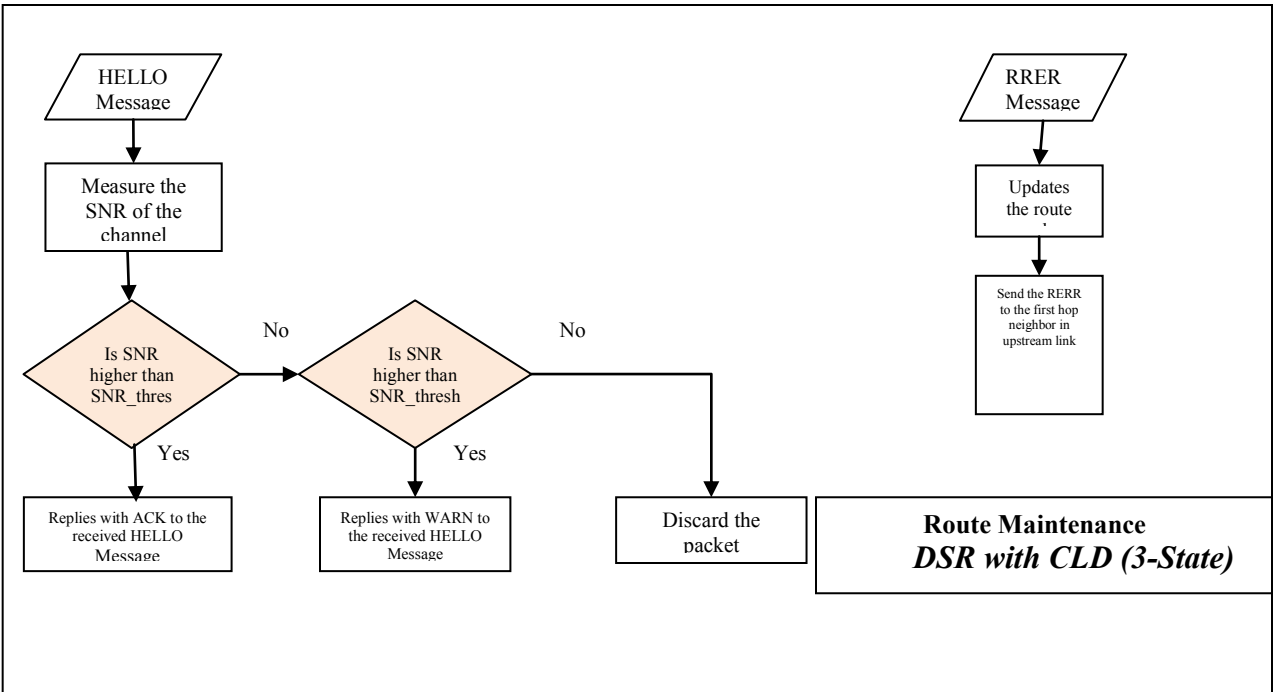 HELLO
Message
Measure the
SNR of the
channel
Is SNR
higher than
SNR_thres
No
Is SNR
higher than
SNR_thresh
No
Yes
Yes
Replies with ACK to the
received HELLO
Message
Replies with WARN to
the received HELLO
Message
Discard the
packet
RRER
Message
Updates
the route
Send the RERR
to the first hop
neighbor in
upstream link
Route Maintenance
DSR with CLD (3-State)